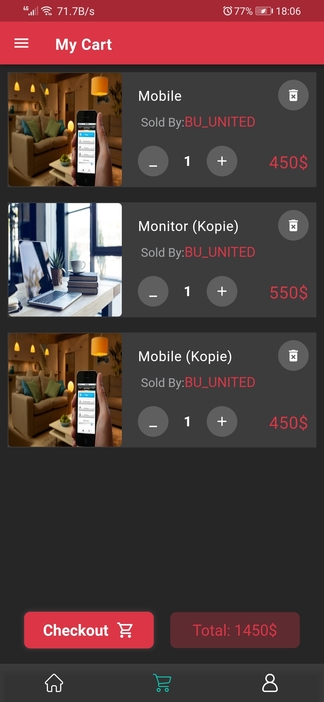 71.7B/s
77%
18:06
My Cart
Mobile
Sold By:BU_UNITED
_ 1 +
450$
Monitor (Kopie)
Sold By:BU_UNITED
_ 1 +
550$
Mobile (Kopie)
Sold By:BU_UNITED
_ 1 +
450$
Checkout
Total: 1450$